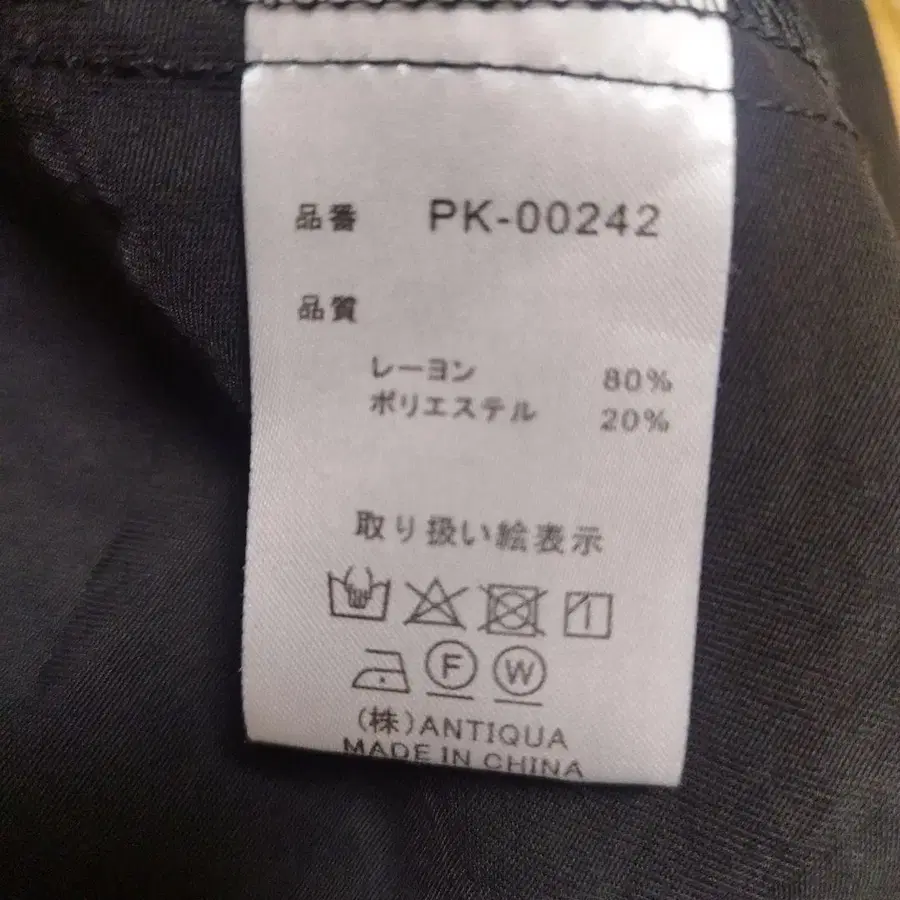 品番 PK-00242
品質
レーヨン 80%
ポリエステル 20%
取り扱い絵表示
F W
(株)ANTIQUA
MADE IN CHINA